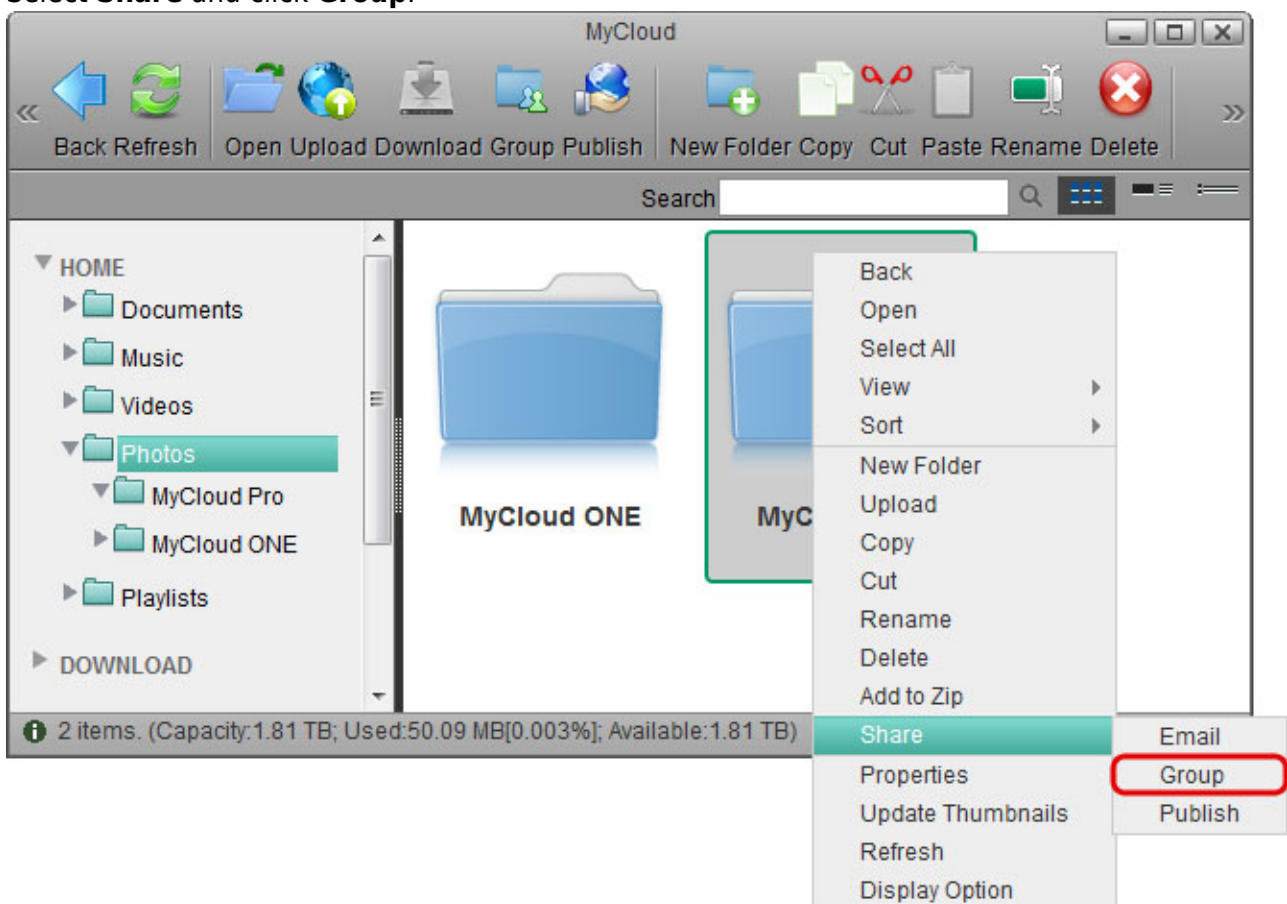 Select Share and click Group.
MyCloud
Back Refresh Open Upload Download Group Publish New Folder Copy Cut Paste Rename Delete
Search
HOME
Documents
Music
Videos
Photos
MyCloud Pro
MyCloud ONE
Playlists
DOWNLOAD
MyCloud ONE
MyC
2 items. (Capacity:1.81 TB; Used:50.09 MB[0.003%]; Available:1.81 TB)
Back
Open
Select All
View
Sort
New Folder
Upload
Copy
Cut
Rename
Delete
Add to Zip
Share
Properties
Update Thumbnails
Refresh
Display Option
Email
Group
Publish